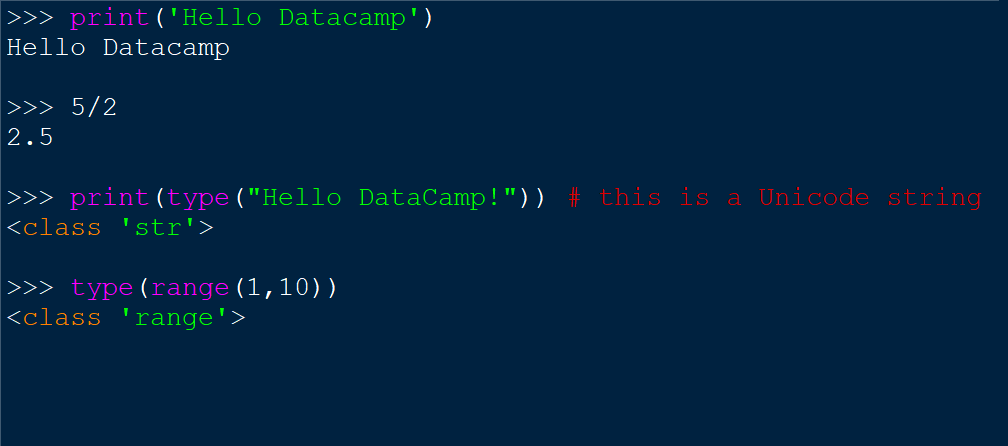 >>> print('Hello Datacamp')
Hello Datacamp
>>> 5/2
2.5
>>> print(type("Hello DataCamp!")) # this is a Unicode string
<class 'str'>
>>> type(range(1,10))
<class 'range'>